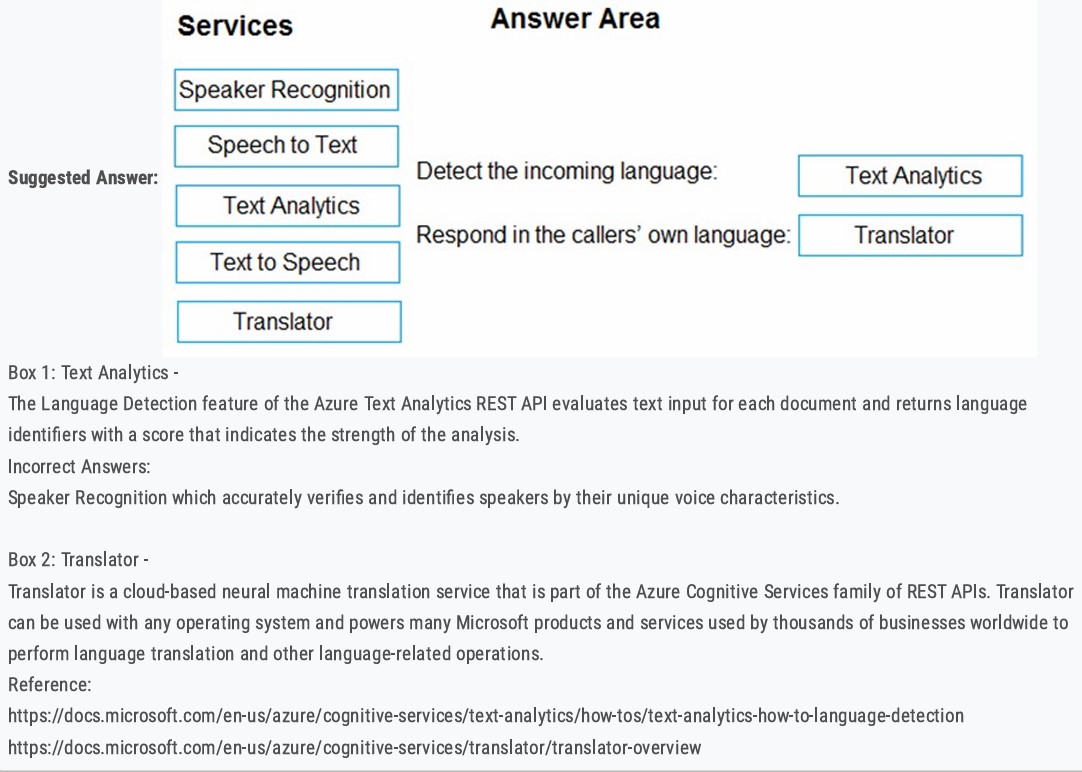 Services
Answer Area
Speaker Recognition
Speech to Text
Suggested Answer:
Detect the incoming language:
Text Analytics
Text Analytics
Respond in the callers’ own language:
Translator
Text to Speech
Translator
Box 1: Text Analytics -
The Language Detection feature of the Azure Text Analytics REST API evaluates text input for each document and returns language
identifiers with a score that indicates the strength of the analysis.
Incorrect Answers:
Speaker Recognition which accurately verifies and identifies speakers by their unique voice characteristics.
Box 2: Translator -
Translator is a cloud-based neural machine translation service that is part of the Azure Cognitive Services family of REST APIs. Translator
can be used with any operating system and powers many Microsoft products and services used by thousands of businesses worldwide to
perform language translation and other language-related operations.
Reference:
https://docs.microsoft.com/en-us/azure/cognitive-services/text-analytics/how-tos/text-analytics-how-to-language-detection
https://docs.microsoft.com/en-us/azure/cognitive-services/translator/translator-overview